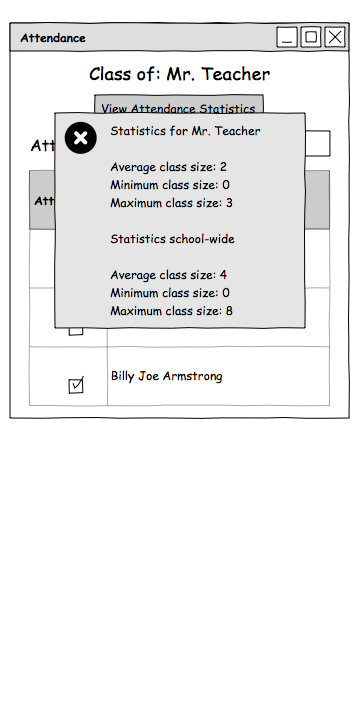 Attendance
Class of: Mr. Teacher
View Attendance Statistics
Att
Statistics for Mr. Teacher
Att
Average class size: 2
Minimum class size: 0
Maximum class size: 3
Statistics school-wide
Average class size: 4
Minimum class size: 0
Maximum class size: 8
Billy Joe Armstrong